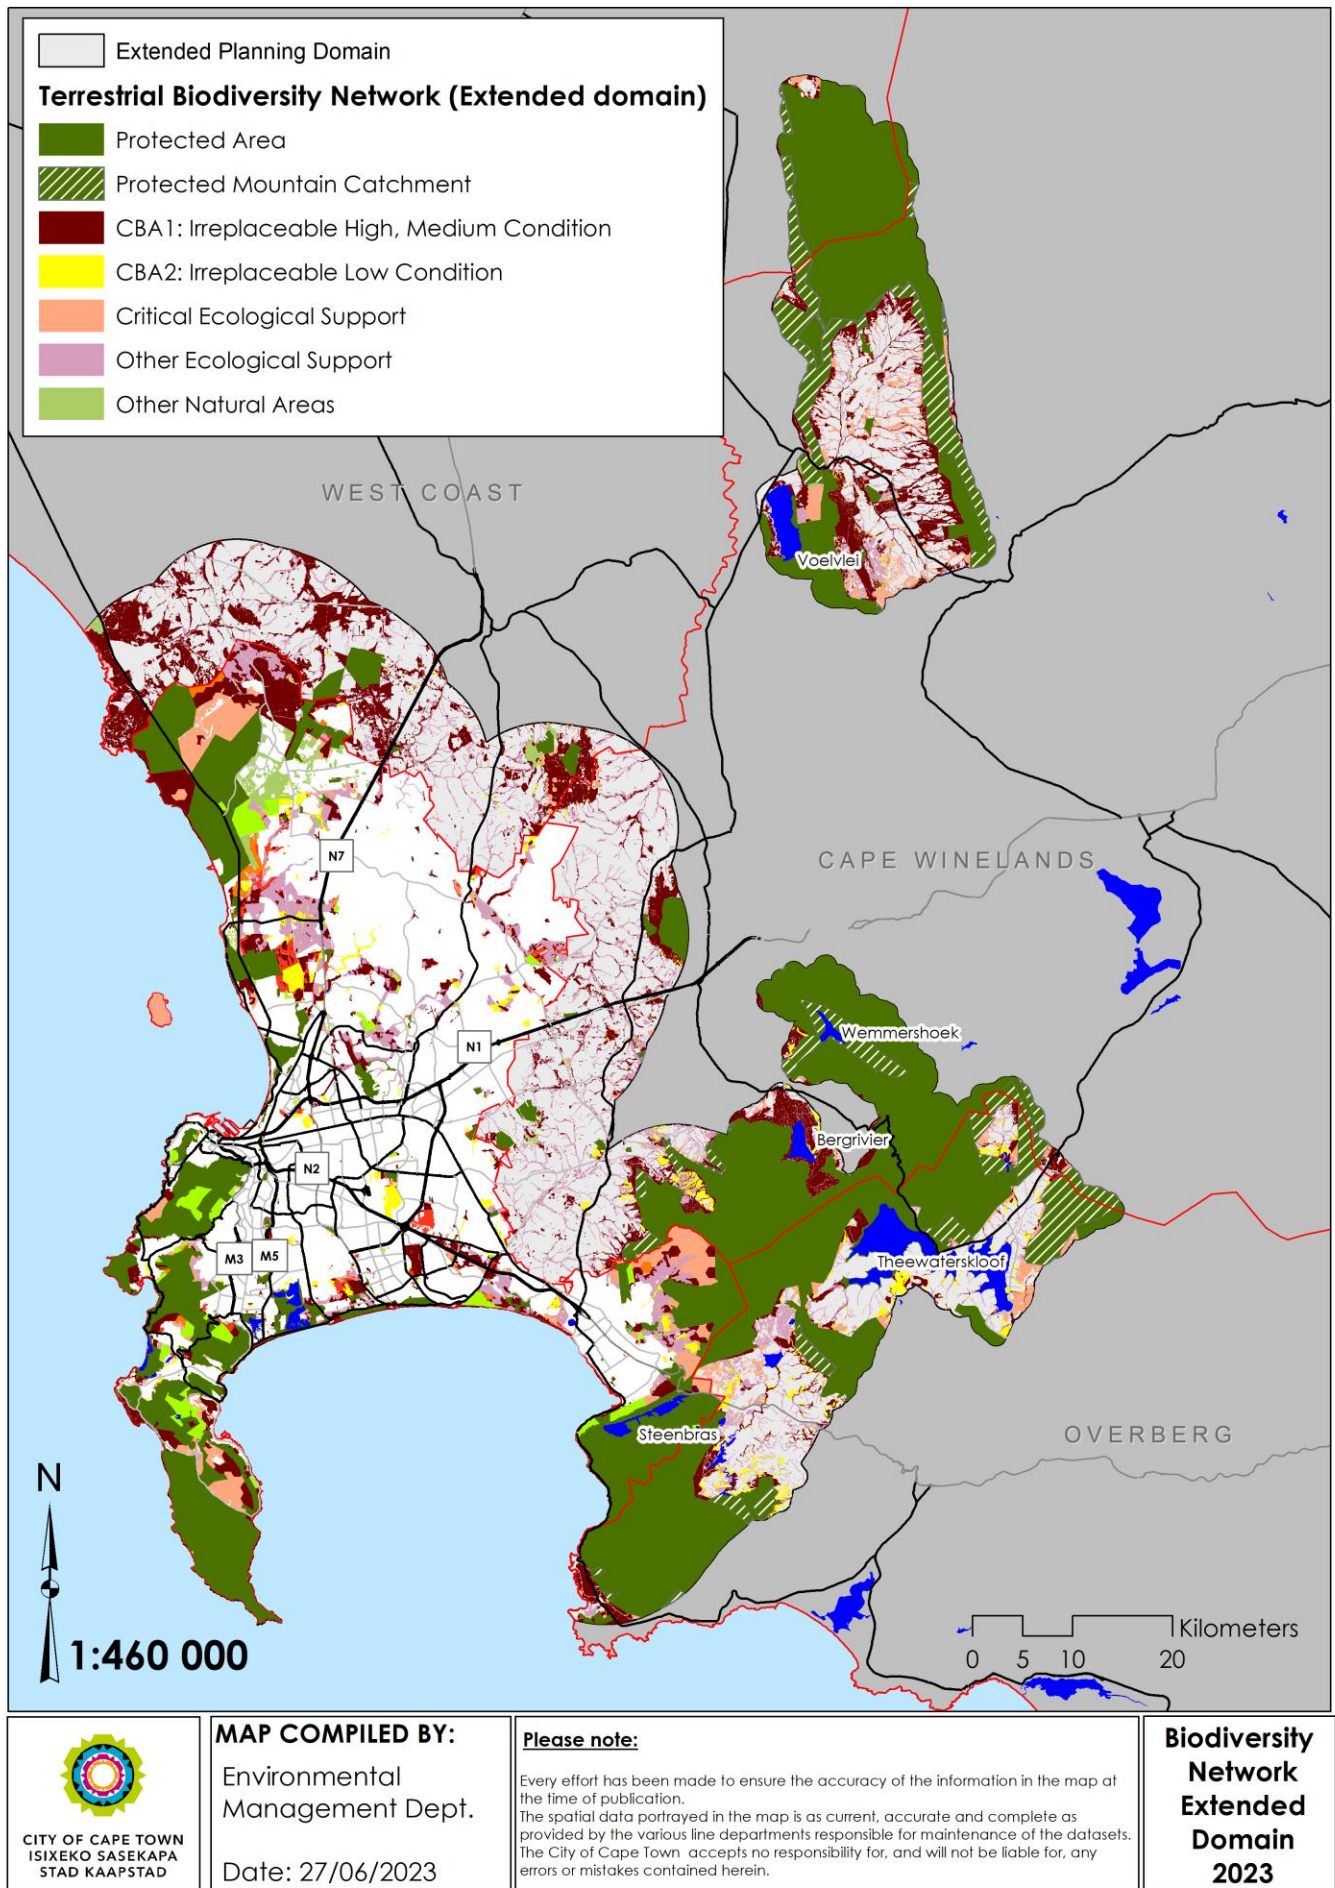 Extended Planning Domain
Terrestrial Biodiversity Network (Extended domain)
Protected Area
Protected Mountain Catchment
CBA1: Irreplaceable High, Medium Condition
CBA2: Irreplaceable Low Condition
Critical Ecological Support
Other Ecological Support
Other Natural Areas
WEST COAST
Voelvlei
N7
CAPE WINELANDS
Wemmershoek
N1
Bergrivier
N2
M3
M5
Theewaterskloof
Steenbras
OVERBERG
N
1:460 000
Kilometers
0 5 10 20
CITY OF CAPE TOWN
ISIXEKO SASEKAPA
STAD KAAPSTAD
MAP COMPILED BY:
Environmental
Management Dept.
Date: 27/06/2023
Please note:
Every effort has been made to ensure the accuracy of the information in the map at
the time of publication.
The spatial data portrayed in the map is as current, accurate and complete as
provided by the various line departments responsible for maintenance of the datasets.
The City of Cape Town accepts no responsibility for, and will not be liable for, any
errors or mistakes contained herein.
Biodiversity
Network
Extended
Domain
2023